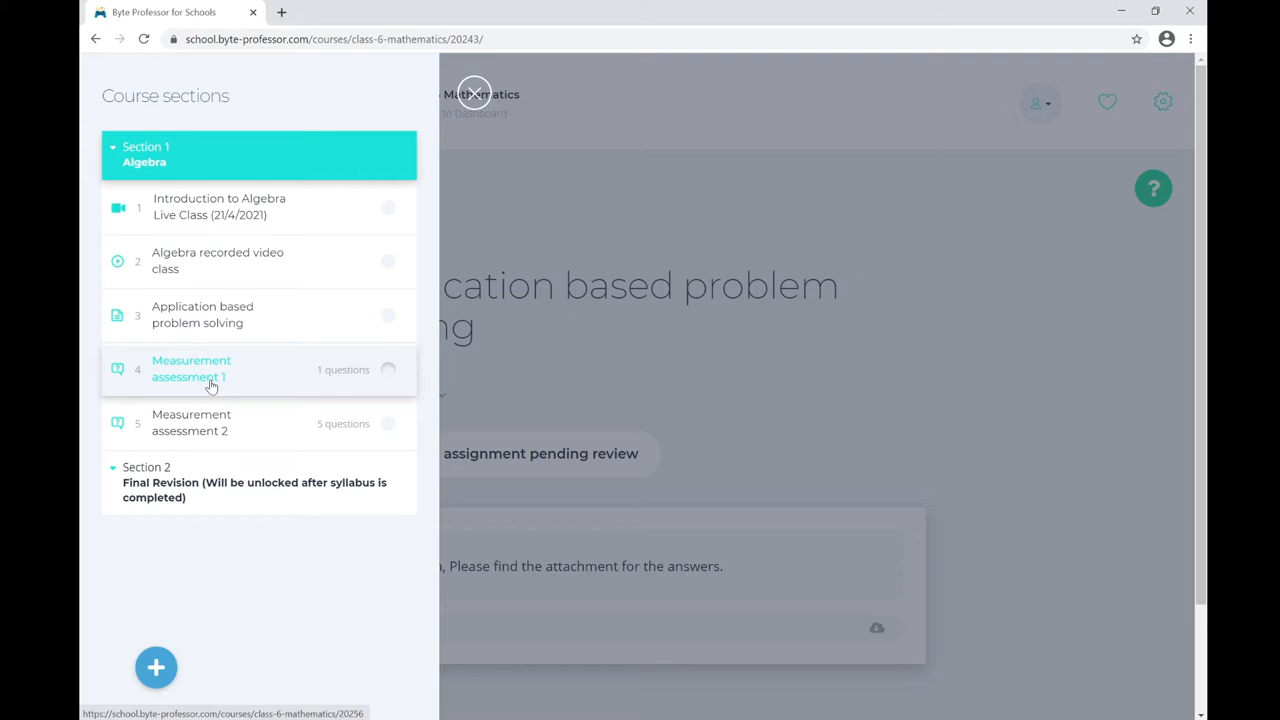 Byte Professor for Schools
school.byte-professor.com/courses/class-6-mathematics/20243/
Course sections
Section 1
Algebra
1 Introduction to Algebra
Live Class (21/4/2021)
2 Algebra recorded video
class
3 Application based
problem solving
4 Measurement
assessment 1
1 questions
5 Measurement
assessment 2
5 questions
Section 2
Final Revision (Will be unlocked after syllabus is
completed)
Mathematics
to Dashboard
?
cation based problem
ng
assignment pending review
, Please find the attachment for the answers.
https://school.byte-professor.com/courses/class-6-mathematics/20256